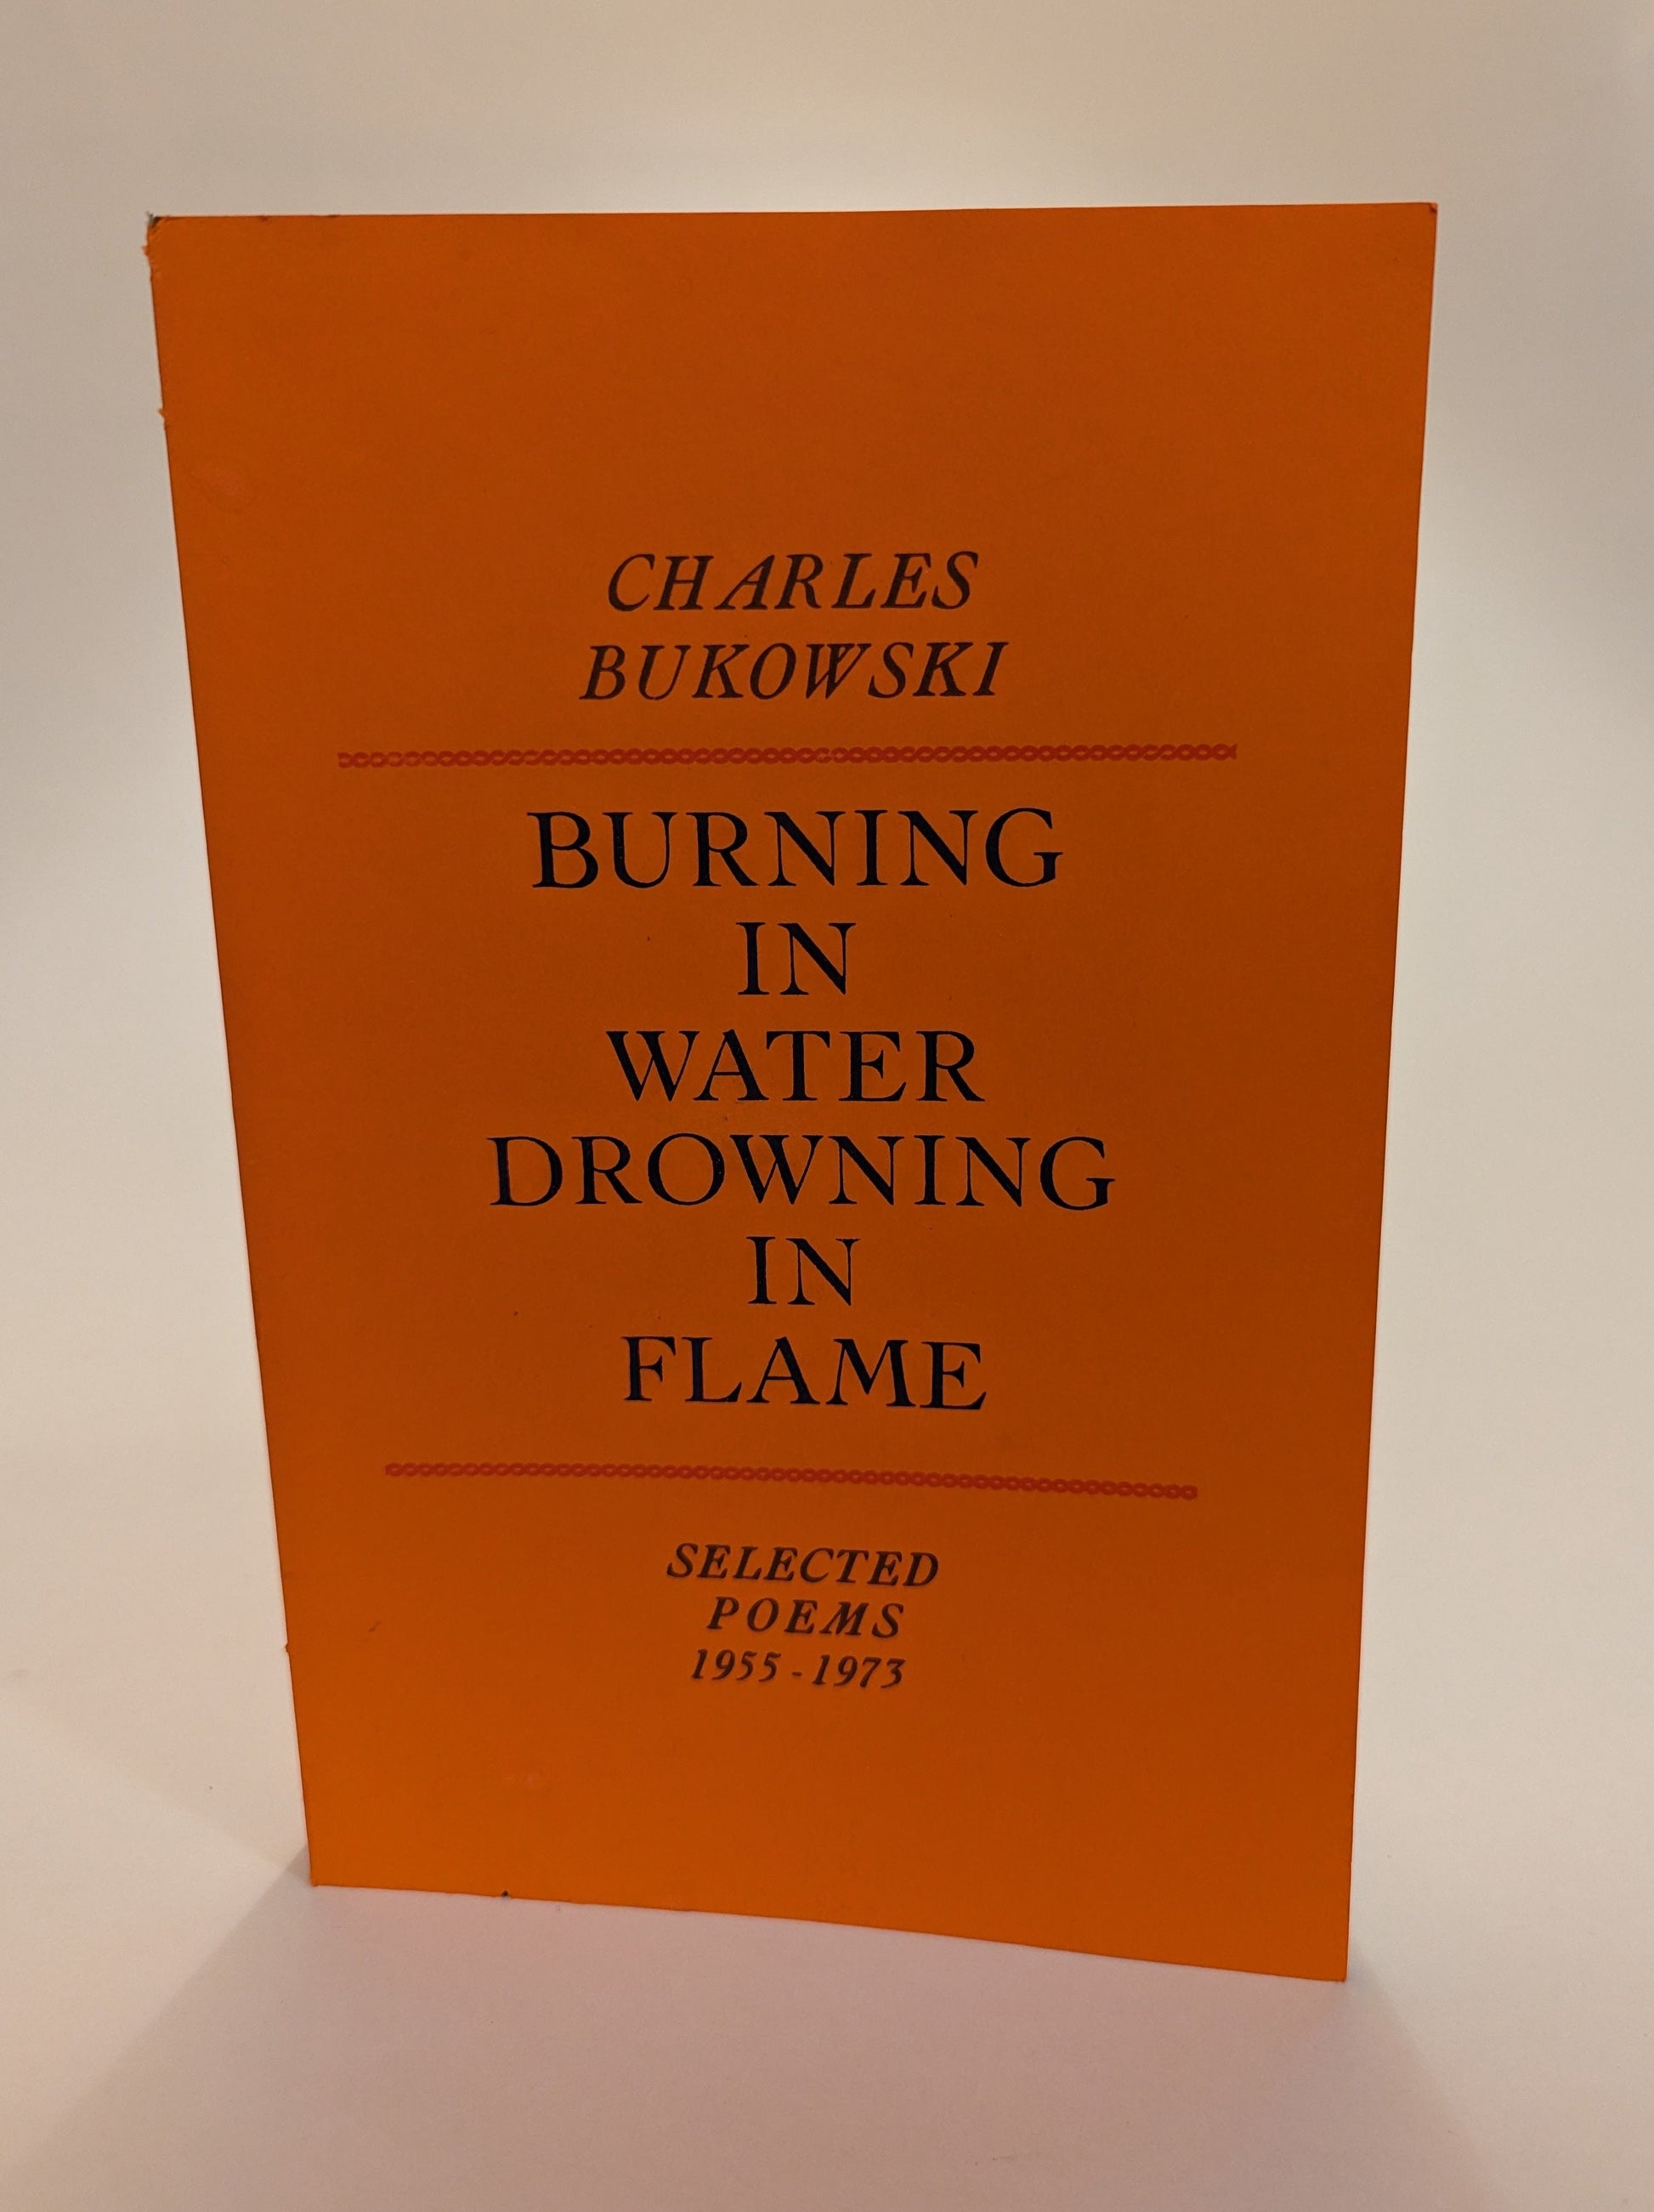 CHARLES
BUKOWSKI
BURNING
IN
WATER
DROWNING
IN
FLAME
SELECTED
POEMS
1955-1973